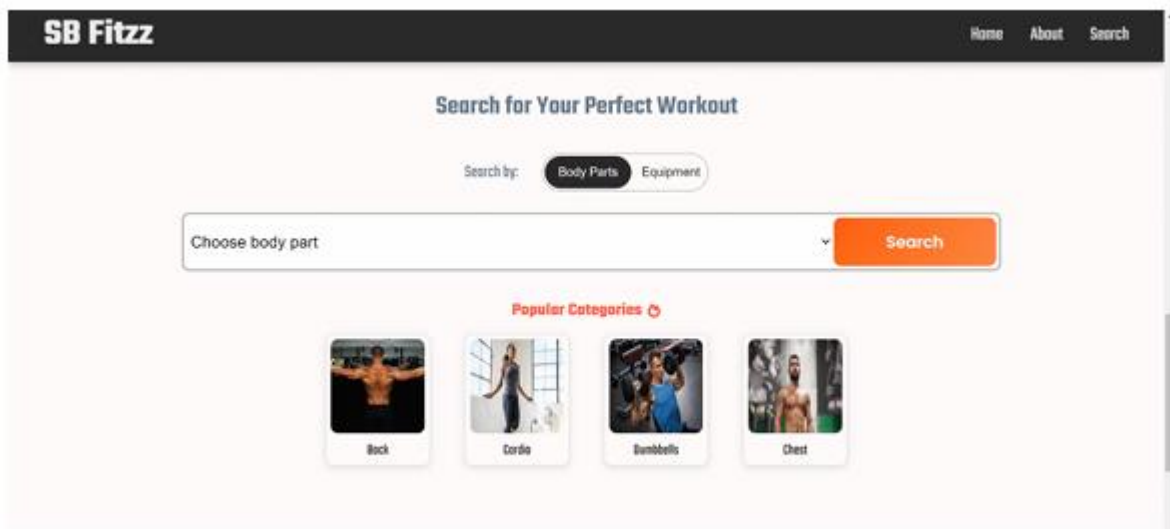 SB Fitzz
Home About Search
Search for Your Perfect Workout
Search by: Body Parts Equipment
Choose body part Search
Popular Categories
Back Cardio Dumbbells Chest